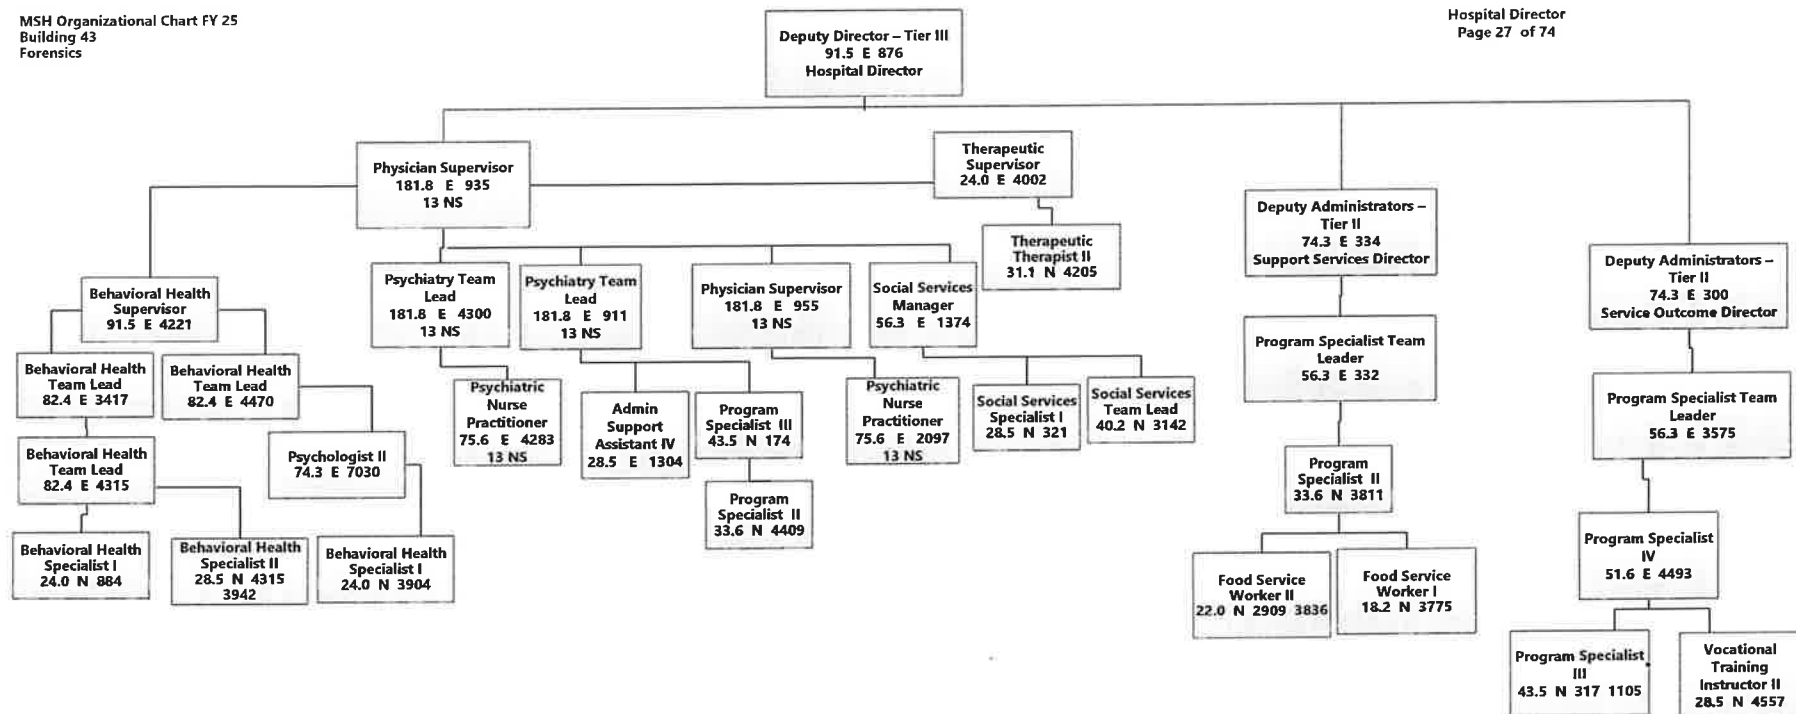 MSH Organizational Chart FY 25
Building 43
Forensics
Hospital Director
Page 27 of 74
Deputy Director – Tier III
91.5 E 876
Hospital Director
Physician Supervisor
181.8 E 935
13 NS
Therapeutic
Supervisor
24.0 E 4002
Therapeutic
Therapist II
31.1 N 4205
Deputy Administrators –
Tier II
74.3 E 334
Support Services Director
Deputy Administrators –
Tier II
74.3 E 300
Service Outcome Director
Behavioral Health
Supervisor
91.5 E 4221
Psychiatry Team
Lead
181.8 E 4300
13 NS
Psychiatry Team
Lead
181.8 E 911
13 NS
Physician Supervisor
181.8 E 955
13 NS
Social Services
Manager
56.3 E 1374
Program Specialist Team
Leader
56.3 E 332
Program Specialist Team
Leader
56.3 E 3575
Behavioral Health
Team Lead
82.4 E 3417
Behavioral Health
Team Lead
82.4 E 4470
Psychiatric
Nurse
Practitioner
75.6 E 4283
13 NS
Admin
Support
Assistant IV
28.5 E 1304
Program
Specialist III
43.5 N 174
Psychiatric
Nurse
Practitioner
75.6 E 2097
13 NS
Social Services
Specialist I
28.5 N 321
Social Services
Team Lead
40.2 N 3142
Behavioral Health
Team Lead
82.4 E 4315
Psychologist II
74.3 E 7030
Program
Specialist II
33.6 N 4409
Program
Specialist II
33.6 N 3811
Program Specialist
IV
51.6 E 4493
Behavioral Health
Specialist I
24.0 N 884
Behavioral Health
Specialist II
28.5 N 4315
3942
Behavioral Health
Specialist I
24.0 N 3904
Food Service
Worker II
22.0 N 2909 3836
Food Service
Worker I
18.2 N 3775
Program Specialist
III
43.5 N 317 1105
Vocational
Training
Instructor II
28.5 N 4557